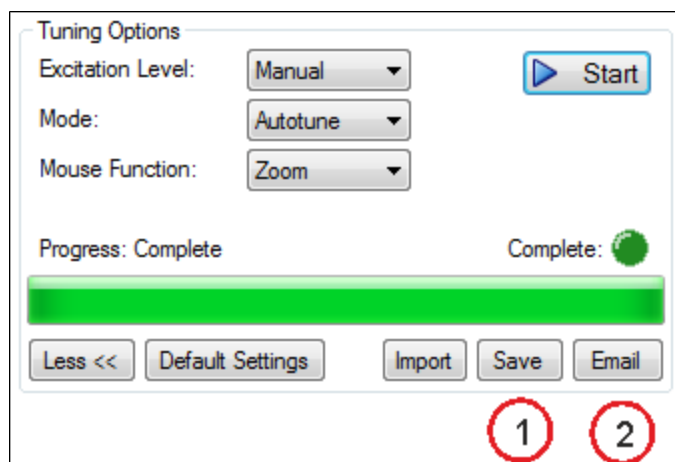 Tuning Options
Excitation Level: Manual Start
Mode: Autotune
Mouse Function: Zoom
Progress: Complete Complete:
Less << Default Settings Import Save Email
1 2